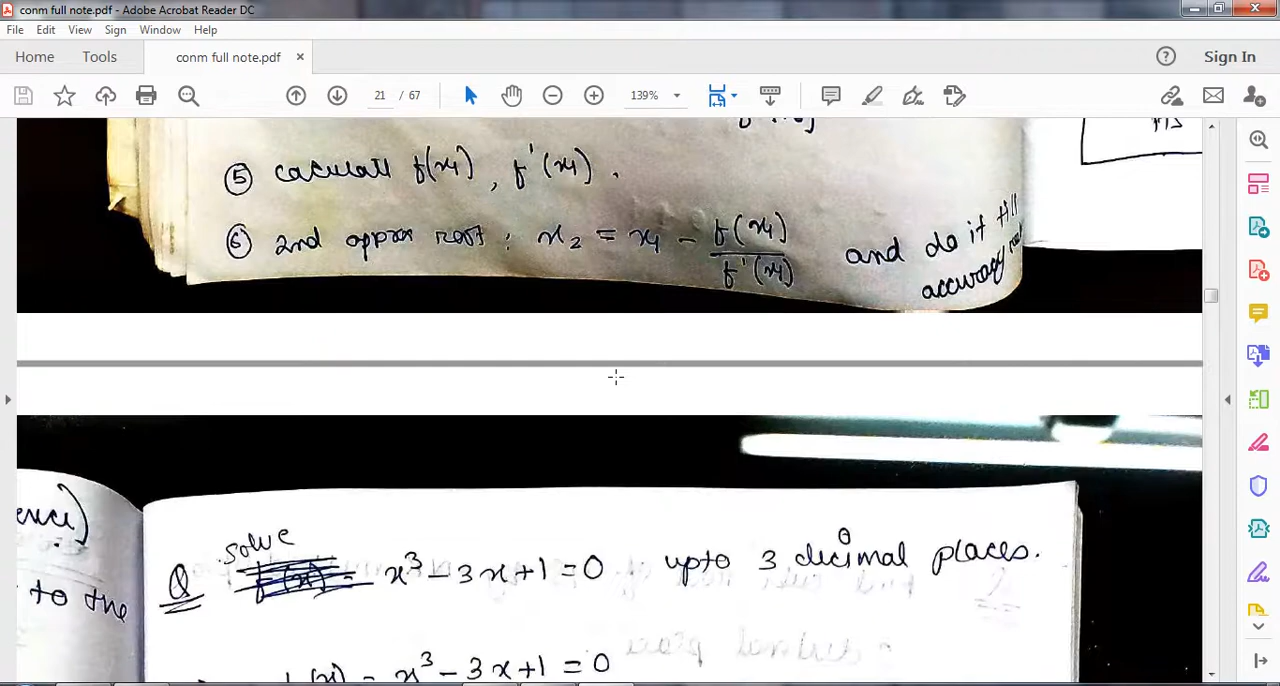 conm full note.pdf - Adobe Acrobat Reader DC
File Edit View Sign Window Help
Home Tools conm full note.pdf × Sign In
21 / 67 139%
⑤ caculall f(x₁), f'(x₁).
⑥ 2nd approx root: x₂ = x₁ - f(x₁) / f'(x₁) and do it till
accuracy
Q solve x³ - 3x + 1 = 0 upto 3 decimal places.
to the
f(x) = x³ - 3x + 1 = 0